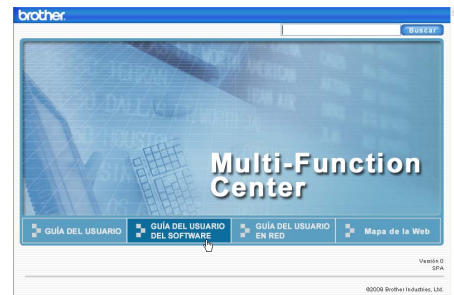 brother.
Buscar
Multi-Function
Center
GUÍA DEL USUARIO
GUÍA DEL USUARIO
DEL SOFTWARE
GUÍA DEL USUARIO
EN RED
Mapa de la Web
Versión 0
SPA
©2006 Brother Industries, Ltd.